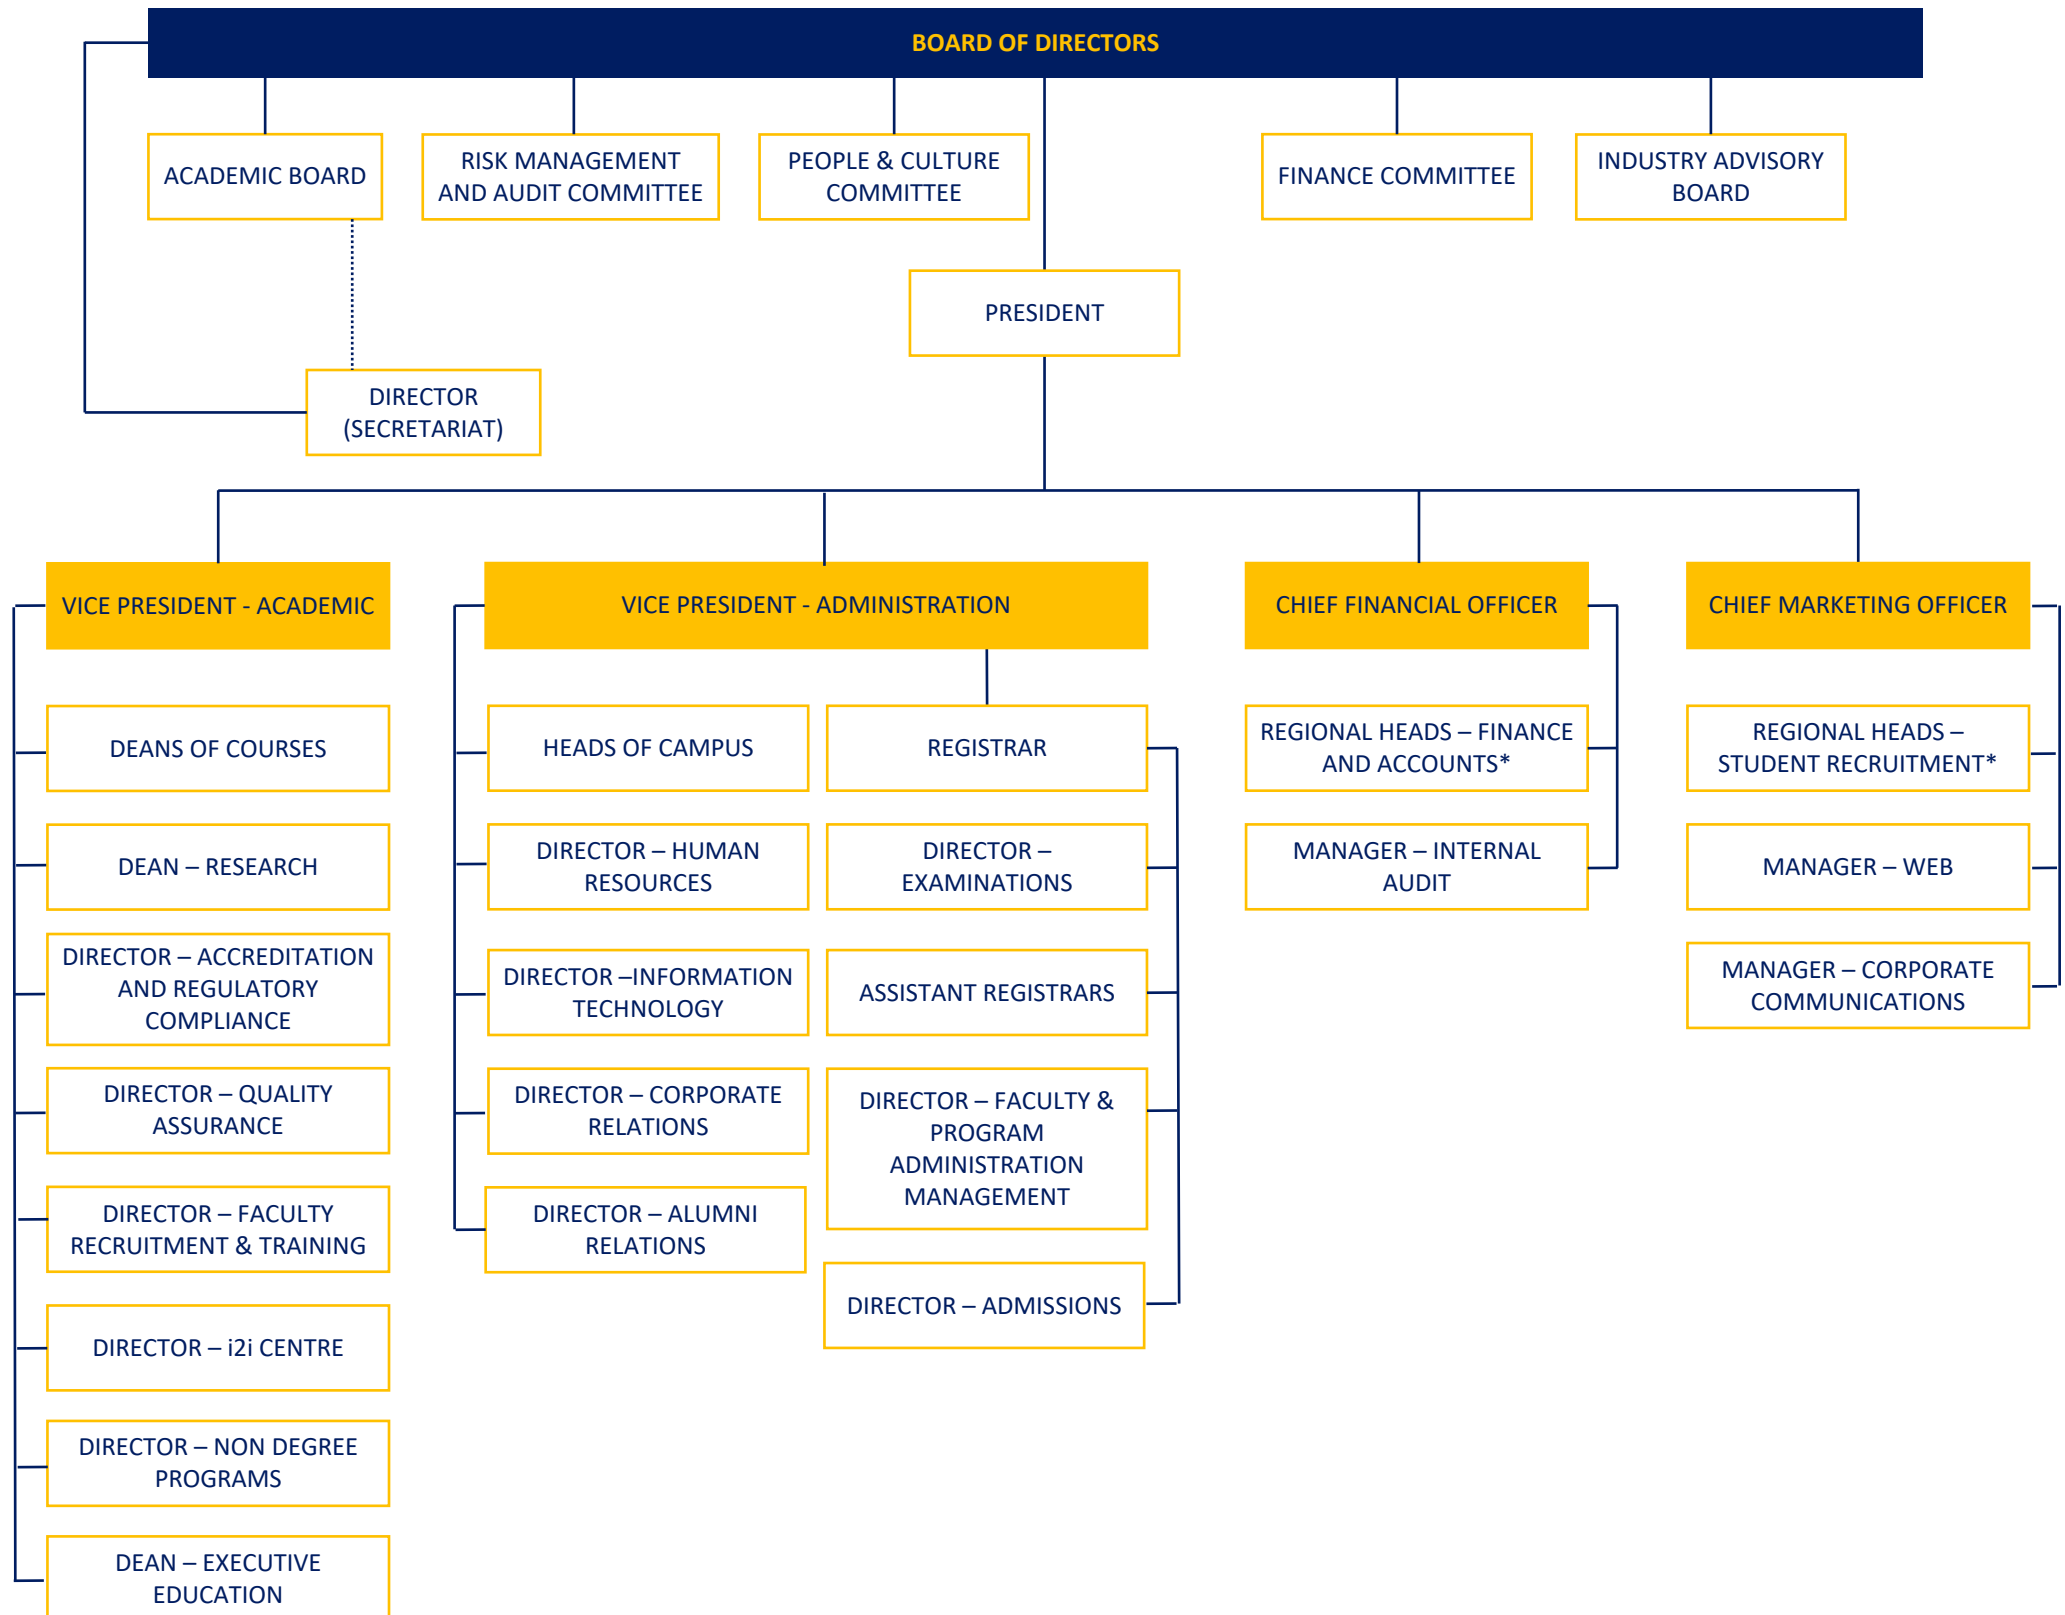 BOARD OF DIRECTORS
ACADEMIC BOARD
RISK MANAGEMENT
AND AUDIT COMMITTEE
PEOPLE & CULTURE
COMMITTEE
FINANCE COMMITTEE
INDUSTRY ADVISORY
BOARD
PRESIDENT
DIRECTOR
(SECRETARIAT)
VICE PRESIDENT - ACADEMIC
DEANS OF COURSES
DEAN – RESEARCH
DIRECTOR – ACCREDITATION
AND REGULATORY
COMPLIANCE
DIRECTOR – QUALITY
ASSURANCE
DIRECTOR – FACULTY
RECRUITMENT & TRAINING
DIRECTOR – i2i CENTRE
DIRECTOR – NON DEGREE
PROGRAMS
DEAN – EXECUTIVE
EDUCATION
VICE PRESIDENT - ADMINISTRATION
HEADS OF CAMPUS
DIRECTOR – HUMAN
RESOURCES
DIRECTOR –INFORMATION
TECHNOLOGY
DIRECTOR – CORPORATE
RELATIONS
DIRECTOR – ALUMNI
RELATIONS
REGISTRAR
DIRECTOR –
EXAMINATIONS
ASSISTANT REGISTRARS
DIRECTOR – FACULTY &
PROGRAM
ADMINISTRATION
MANAGEMENT
DIRECTOR – ADMISSIONS
CHIEF FINANCIAL OFFICER
REGIONAL HEADS – FINANCE
AND ACCOUNTS*
MANAGER – INTERNAL
AUDIT
CHIEF MARKETING OFFICER
REGIONAL HEADS –
STUDENT RECRUITMENT*
MANAGER – WEB
MANAGER – CORPORATE
COMMUNICATIONS